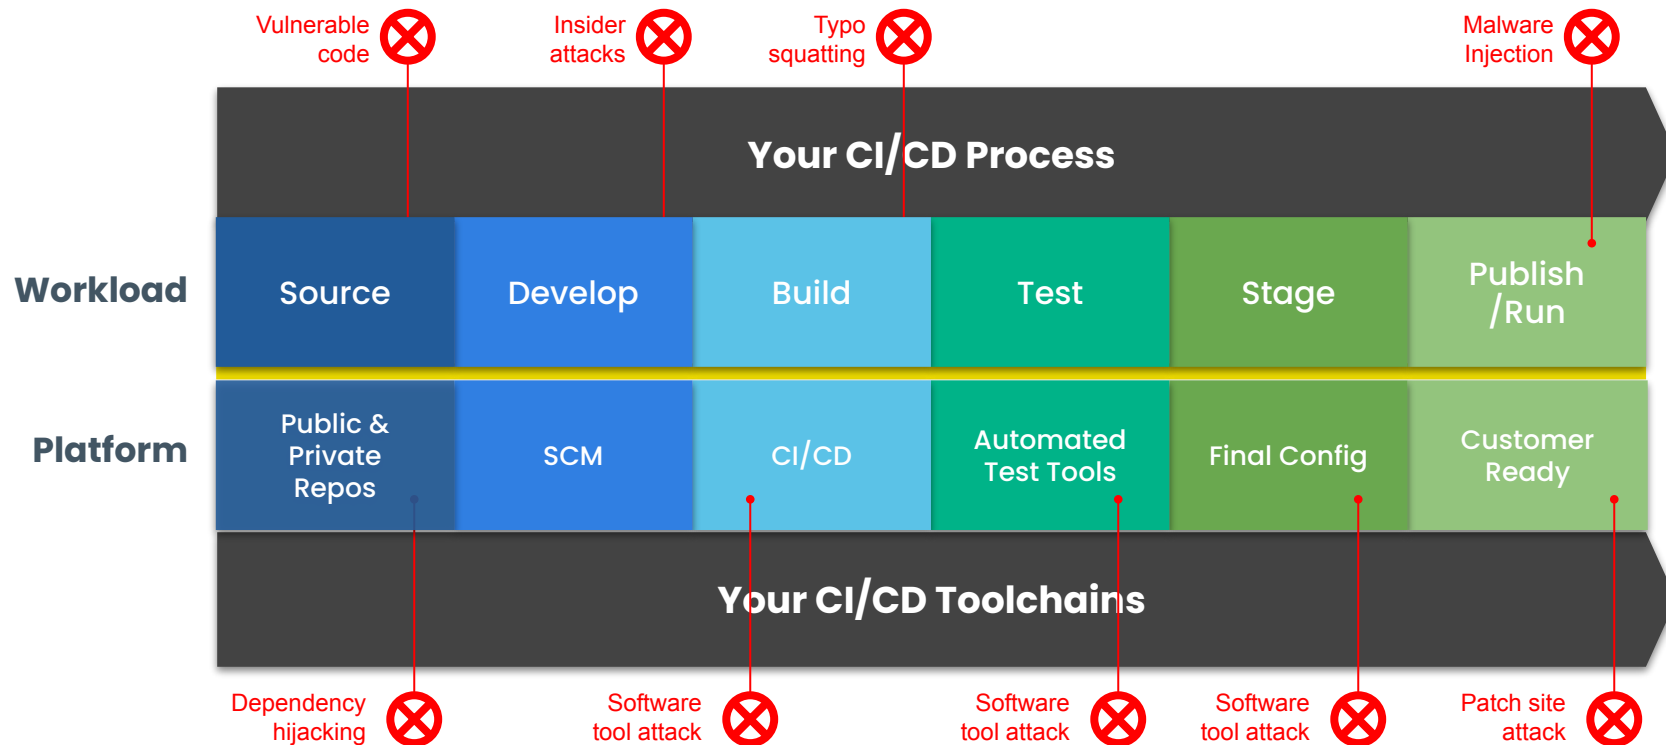 Vulnerable
code
Insider
attacks
Typo
squatting
Malware
Injection
Your CI/CD Process
Workload
Source
Develop
Build
Test
Stage
Publish
/Run
Platform
Public &
Private
Repos
SCM
CI/CD
Automated
Test Tools
Final Config
Customer
Ready
Your CI/CD Toolchains
Dependency
hijacking
Software
tool attack
Software
tool attack
Software
tool attack
Patch site
attack